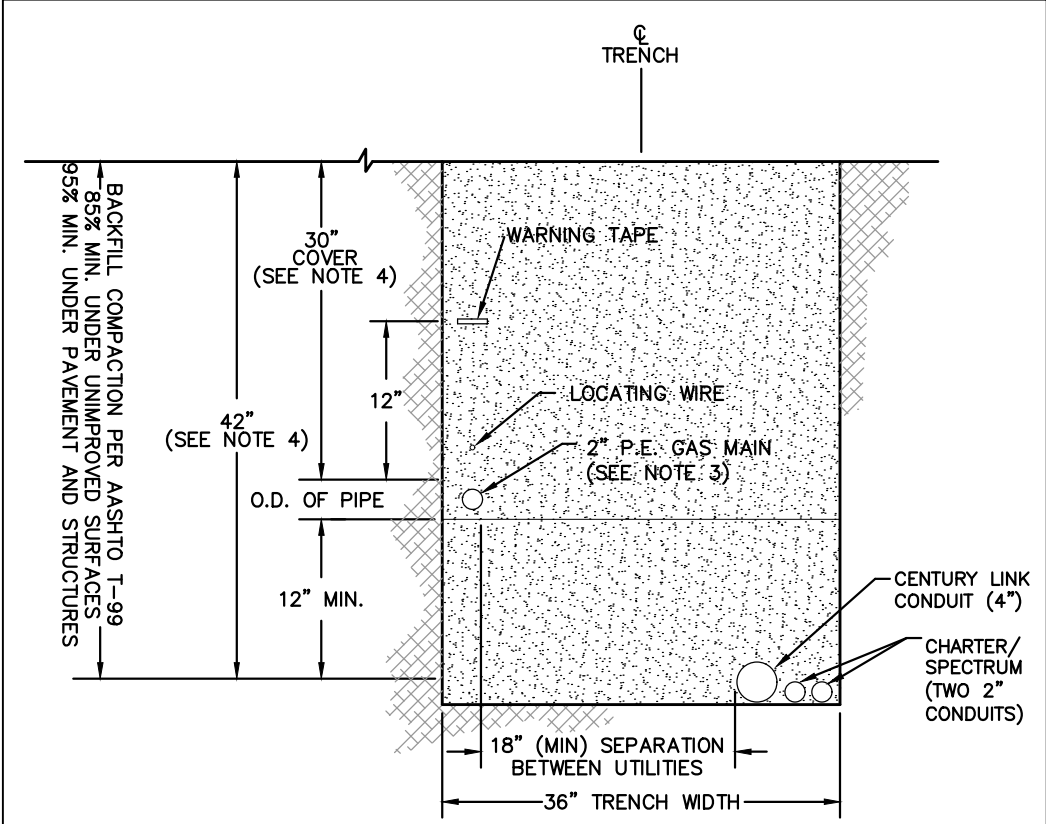 ℄
TRENCH
WARNING TAPE
30"
COVER
(SEE NOTE 4)
12"
LOCATING WIRE
42"
(SEE NOTE 4)
2" P.E. GAS MAIN
(SEE NOTE 3)
O.D. OF PIPE
12" MIN.
BACKFILL COMPACTION PER AASHTO T-99
85% MIN. UNDER UNIMPROVED SURFACES
95% MIN. UNDER PAVEMENT AND STRUCTURES
CENTURY LINK
CONDUIT (4")
CHARTER/
SPECTRUM
(TWO 2"
CONDUITS)
18" (MIN) SEPARATION
BETWEEN UTILITIES
36" TRENCH WIDTH